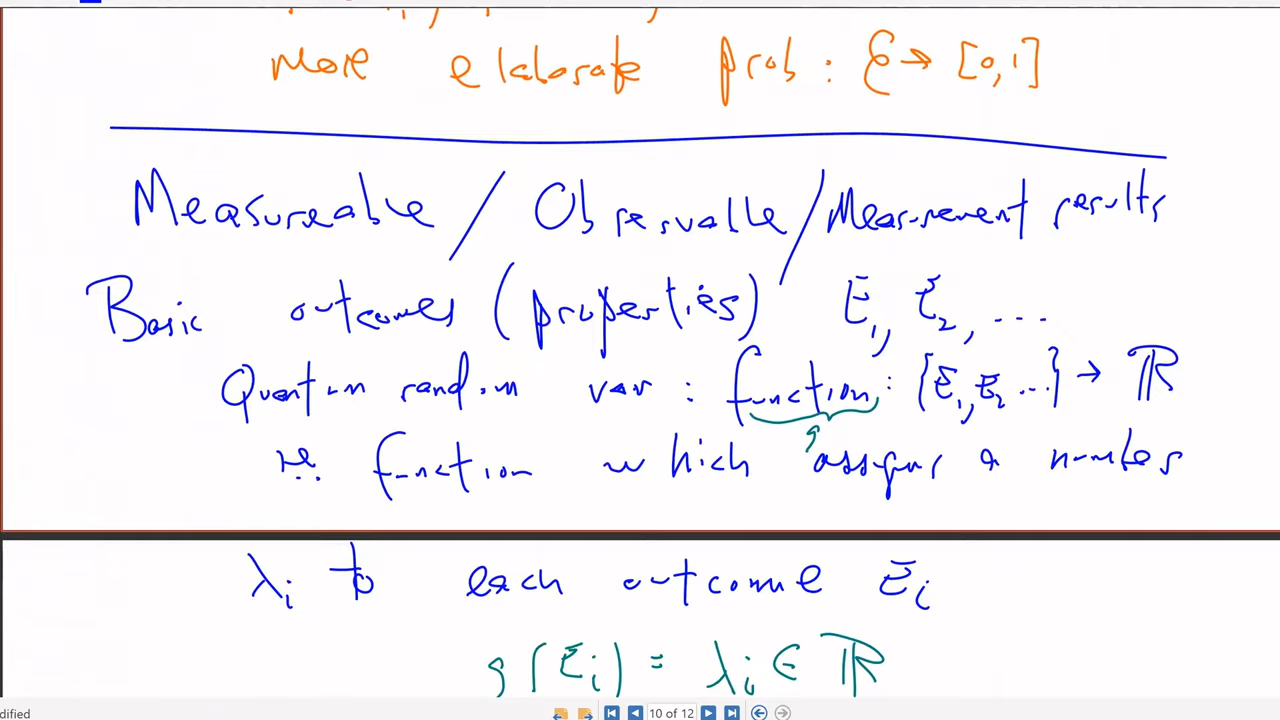 More elaborate prob : ℰ → [0,1]
Measureable / Observable / Measurement results
Basic outcomes (properties) E₁, E₂, ...
Quantum random var : function : {E₁, E₂ ...} → ℝ
g
i.e. function which assigns a number
λᵢ to each outcome Eᵢ
g(Eᵢ) = λᵢ ∈ ℝ
dified
10 of 12